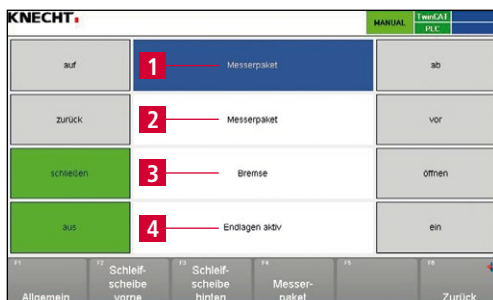 KNECHT.
MANUAL
TwinCAT
PLC
auf
1
Messerpaket
ab
zurück
2
Messerpaket
vor
schließen
3
Bremse
öffnen
aus
4
Endlagen aktiv
ein
F1
Allgemein
F2
Schleif-
scheibe
vorne
F3
Schleif-
scheibe
hinten
F4
Messer-
paket
F5
F6
Zurück